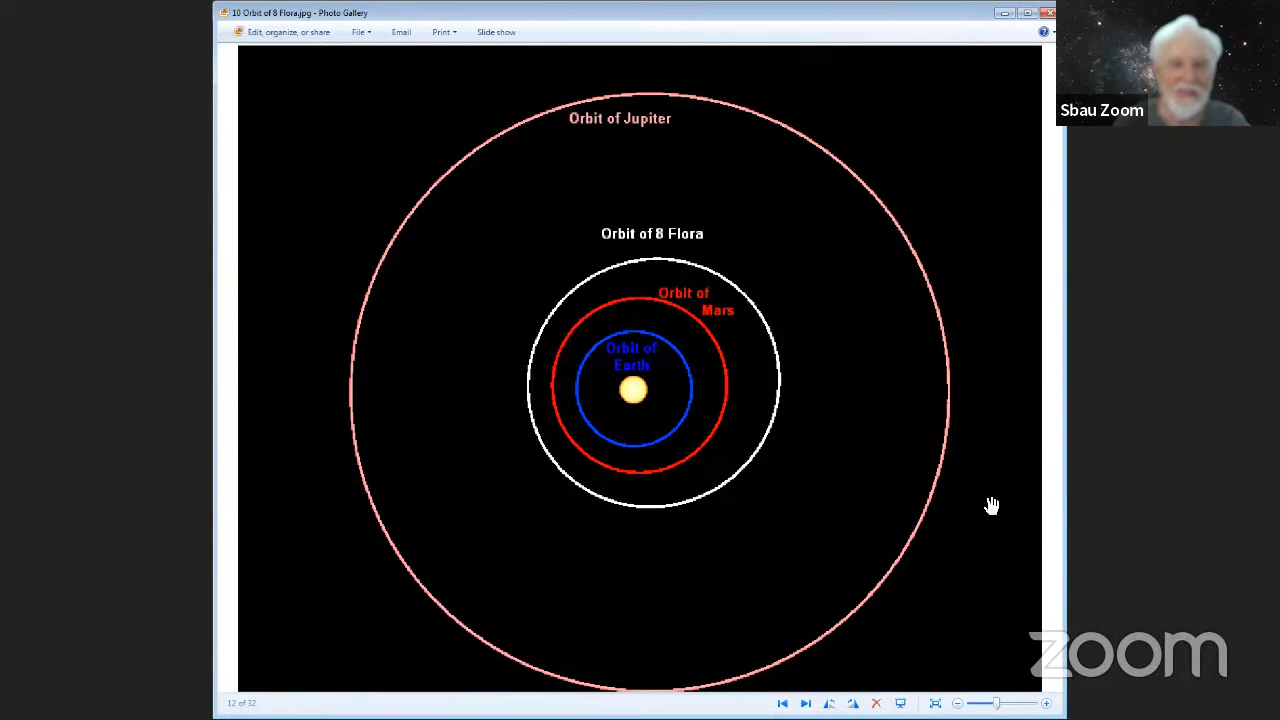 10 Orbit of 8 Flora.jpg - Photo Gallery
Edit, organize, or share File Email Print Slide show
Sbau Zoom
Orbit of Jupiter
Orbit of 8 Flora
Orbit of
Mars
Orbit of
Earth
zoom
12 of 32